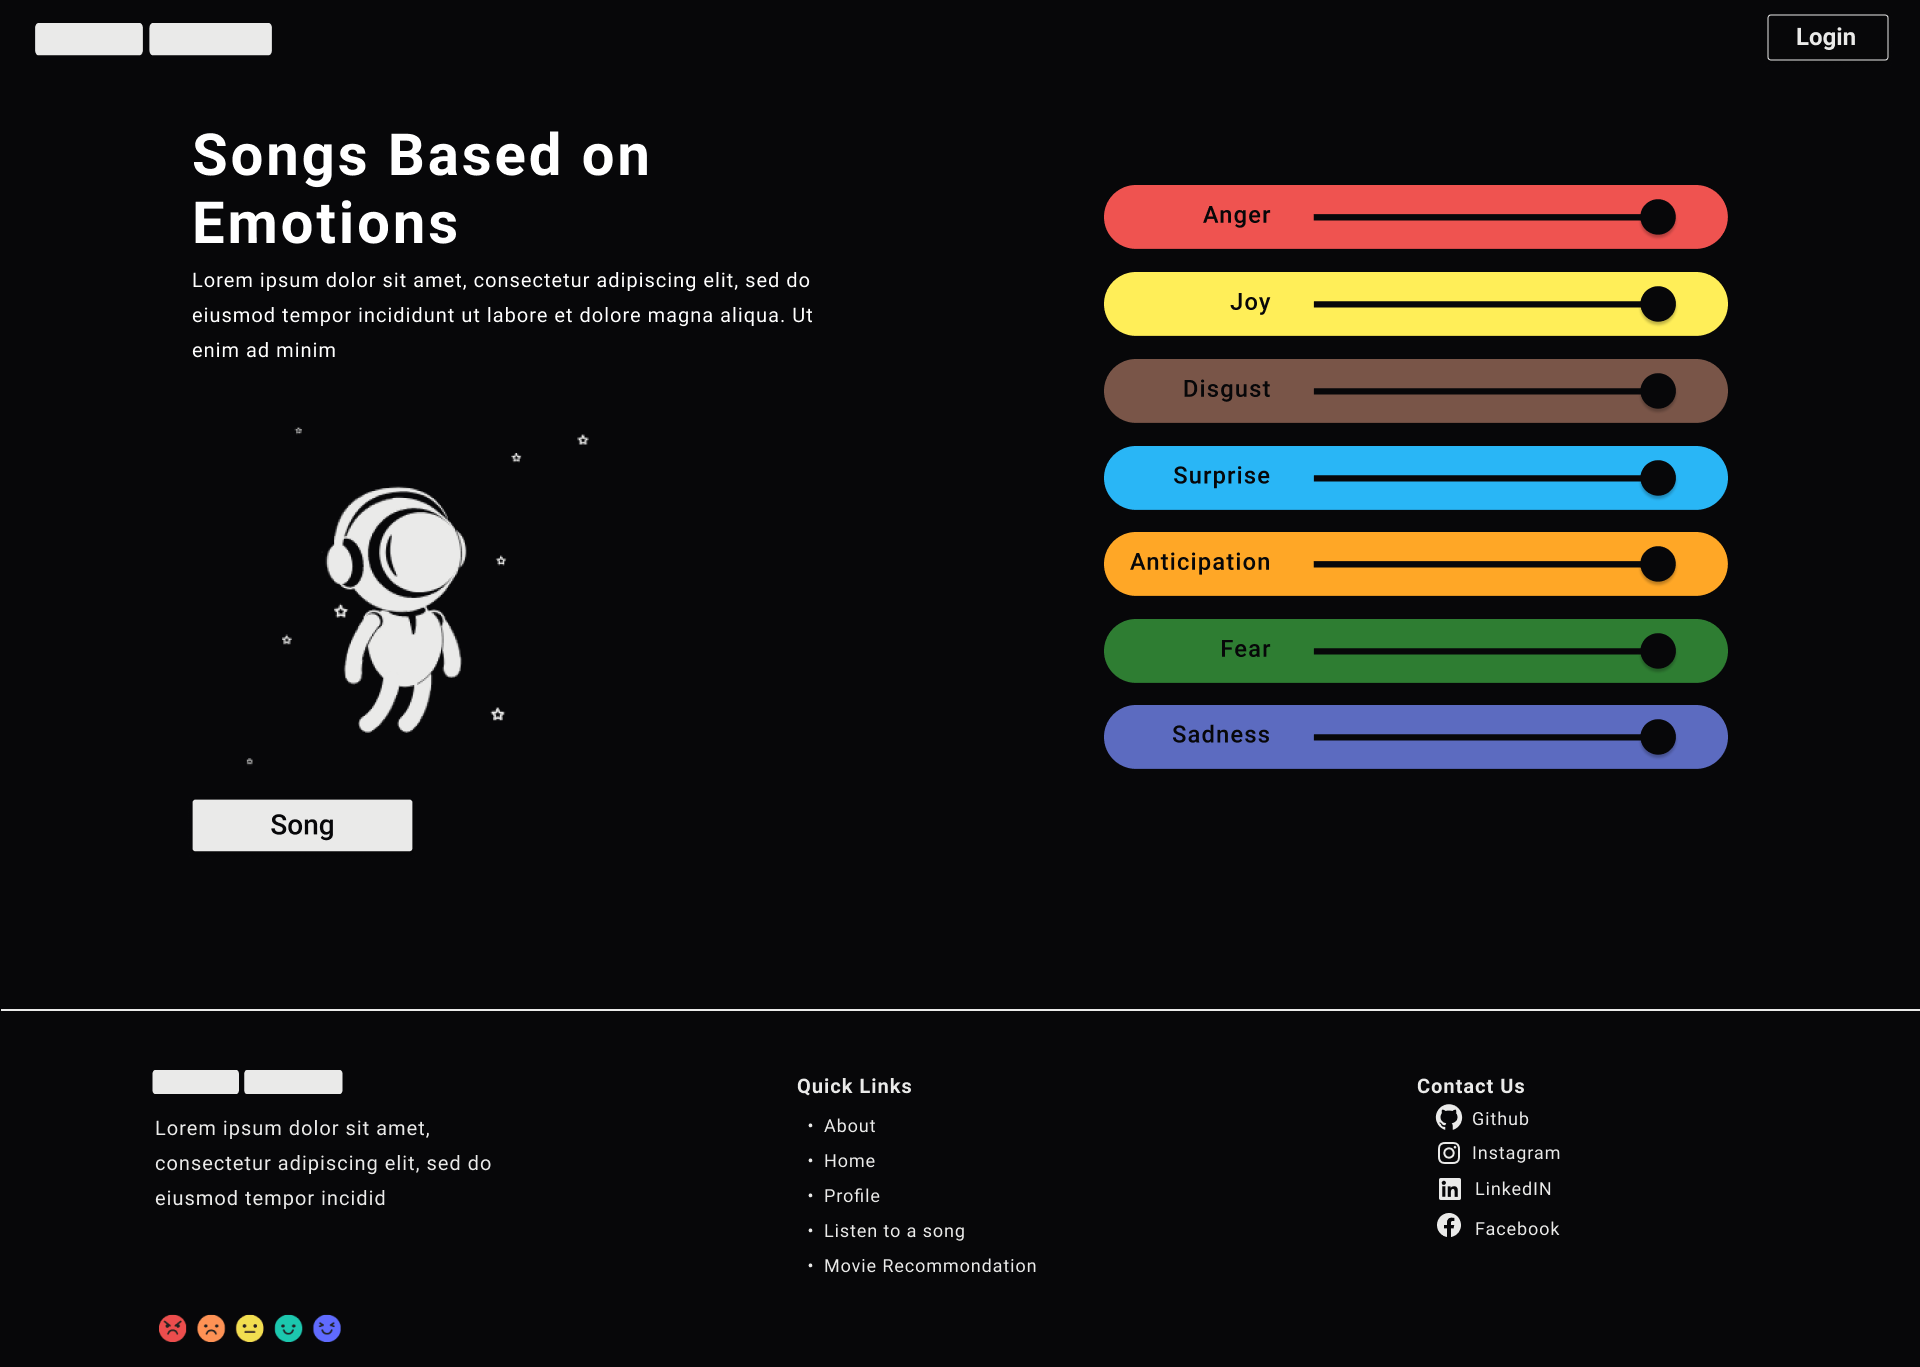 Login
Songs Based on
Emotions
Lorem ipsum dolor sit amet, consectetur adipiscing elit, sed do
eiusmod tempor incididunt ut labore et dolore magna aliqua. Ut
enim ad minim
Song
Anger
Joy
Disgust
Surprise
Anticipation
Fear
Sadness
Lorem ipsum dolor sit amet,
consectetur adipiscing elit, sed do
eiusmod tempor incidid
Quick Links
• About
• Home
• Profile
• Listen to a song
• Movie Recommondation
Contact Us
Github
Instagram
LinkedIN
Facebook